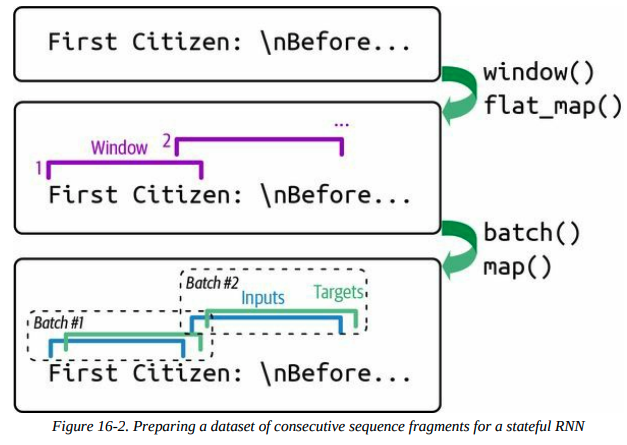 First Citizen: \nBefore...
window()
flat_map()
...
Window
2
1
First Citizen: \nBefore...
batch()
map()
Batch #2
Inputs
Targets
Batch #1
First Citizen: \nBefore...
Figure 16-2. Preparing a dataset of consecutive sequence fragments for a stateful RNN